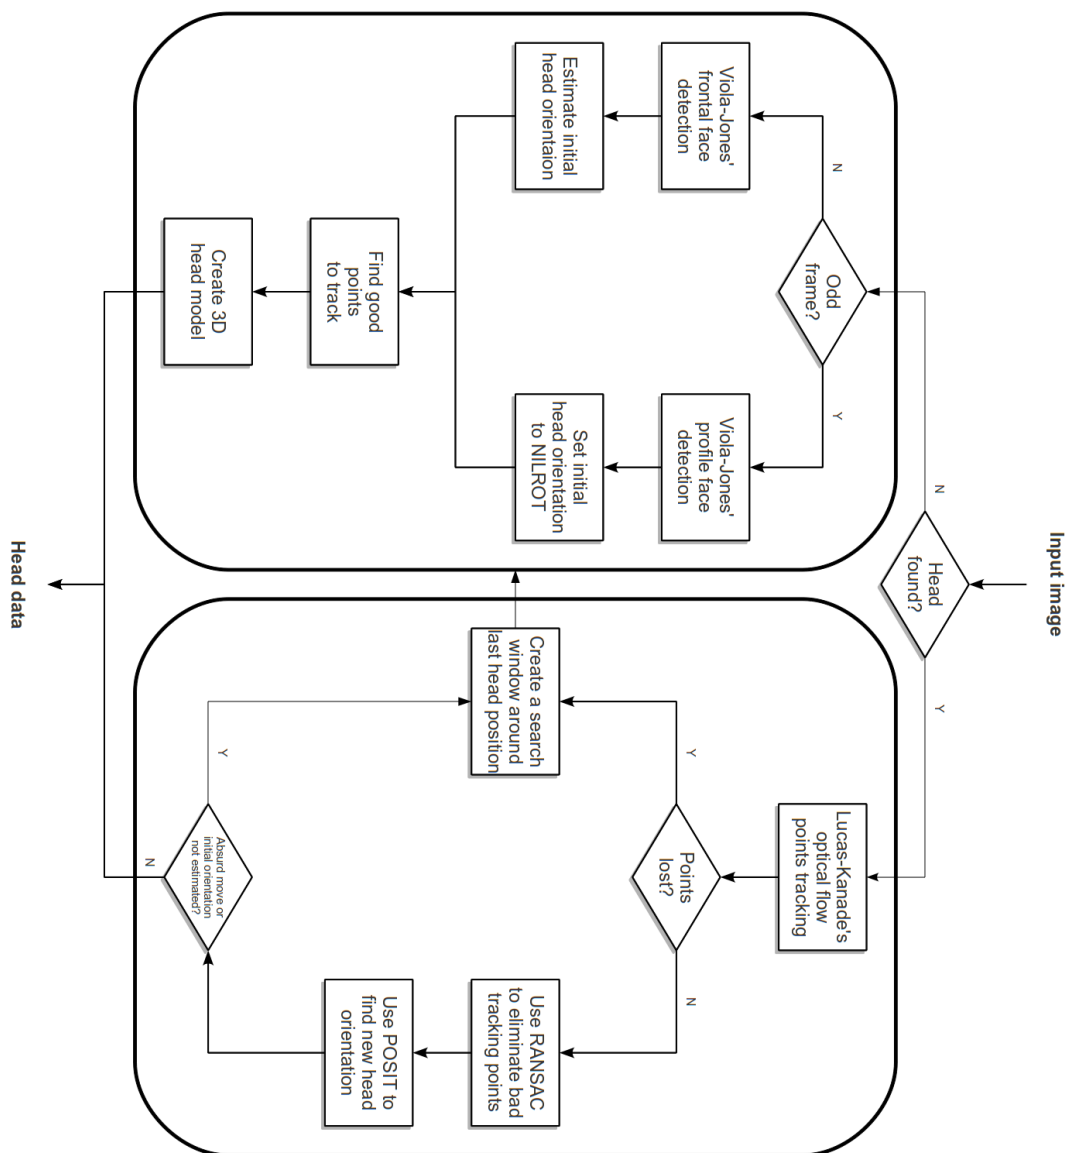 Input image
Head
found?
N
Y
Odd
frame?
N
Y
Viola-Jones'
frontal face
detection
Viola-Jones'
profile face
detection
Estimate initial
head orientaion
Set initial
head orientation
to NILROT
Find good
points
to track
Create 3D
head model
Lucas-Kanade's
optical flow
points tracking
Points
lost?
Y
N
Create a search
window around
last head position
Use RANSAC
to eliminate bad
tracking points
Use POSIT to
find new head
orientation
Absurd move or
initial orientation
not estimated?
Y
N
Head data